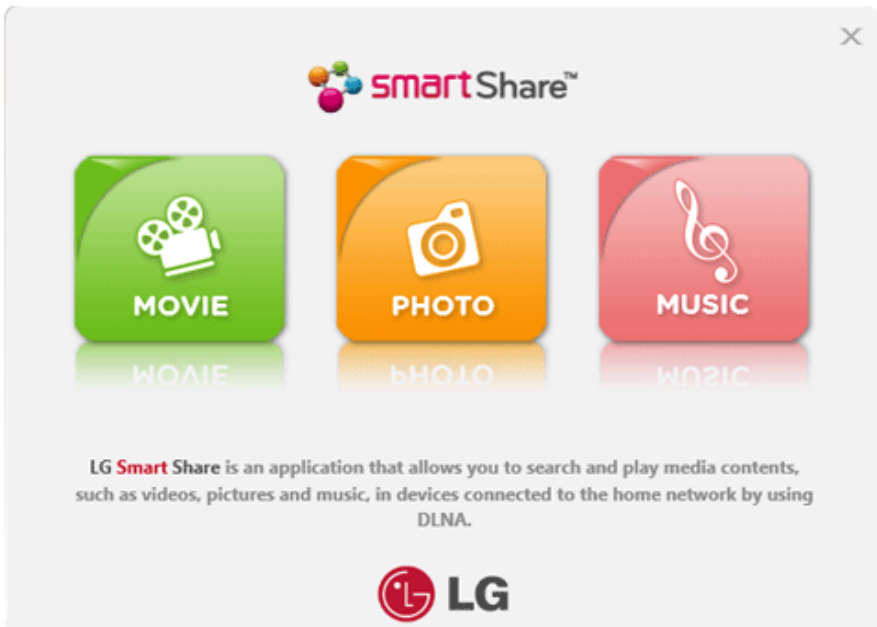 smartShare™
MOVIE
PHOTO
MUSIC
LG Smart Share is an application that allows you to search and play media contents,
such as videos, pictures and music, in devices connected to the home network by using
DLNA.
LG